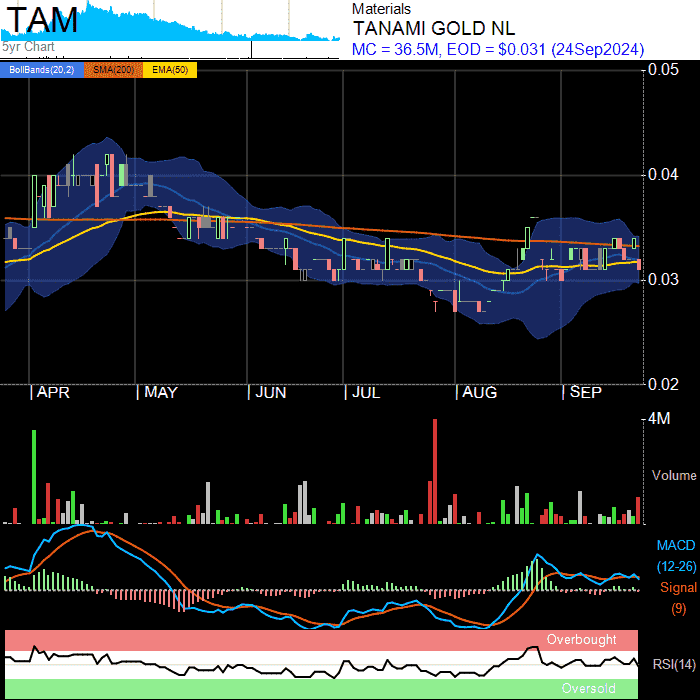 TAM
5yr Chart
Materials
TANAMI GOLD NL
MC = 36.5M, EOD = $0.031 (24Sep2024)
BollBands(20,2) SMA(200) EMA(50)
0.05
0.04
0.03
0.02
APR MAY JUN JUL AUG SEP
4M
Volume
MACD
(12-26)
Signal
(9)
Overbought
RSI(14)
Oversold